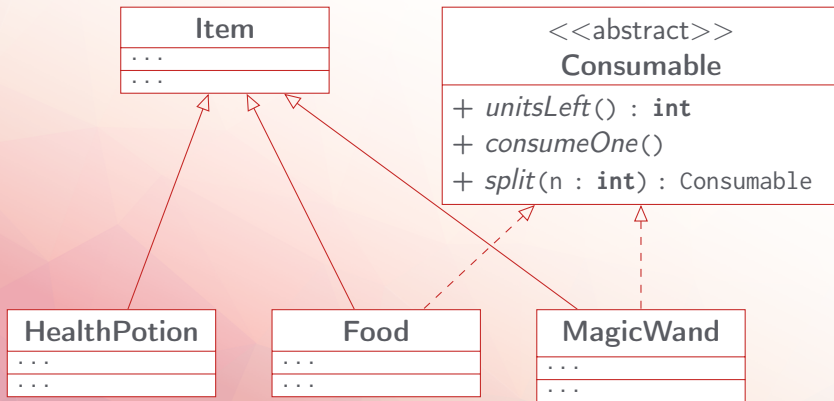 Item
...
...
<<abstract>>
Consumable
+ unitsLeft() : int
+ consumeOne()
+ split(n : int) : Consumable
HealthPotion
...
...
Food
...
...
MagicWand
...
...